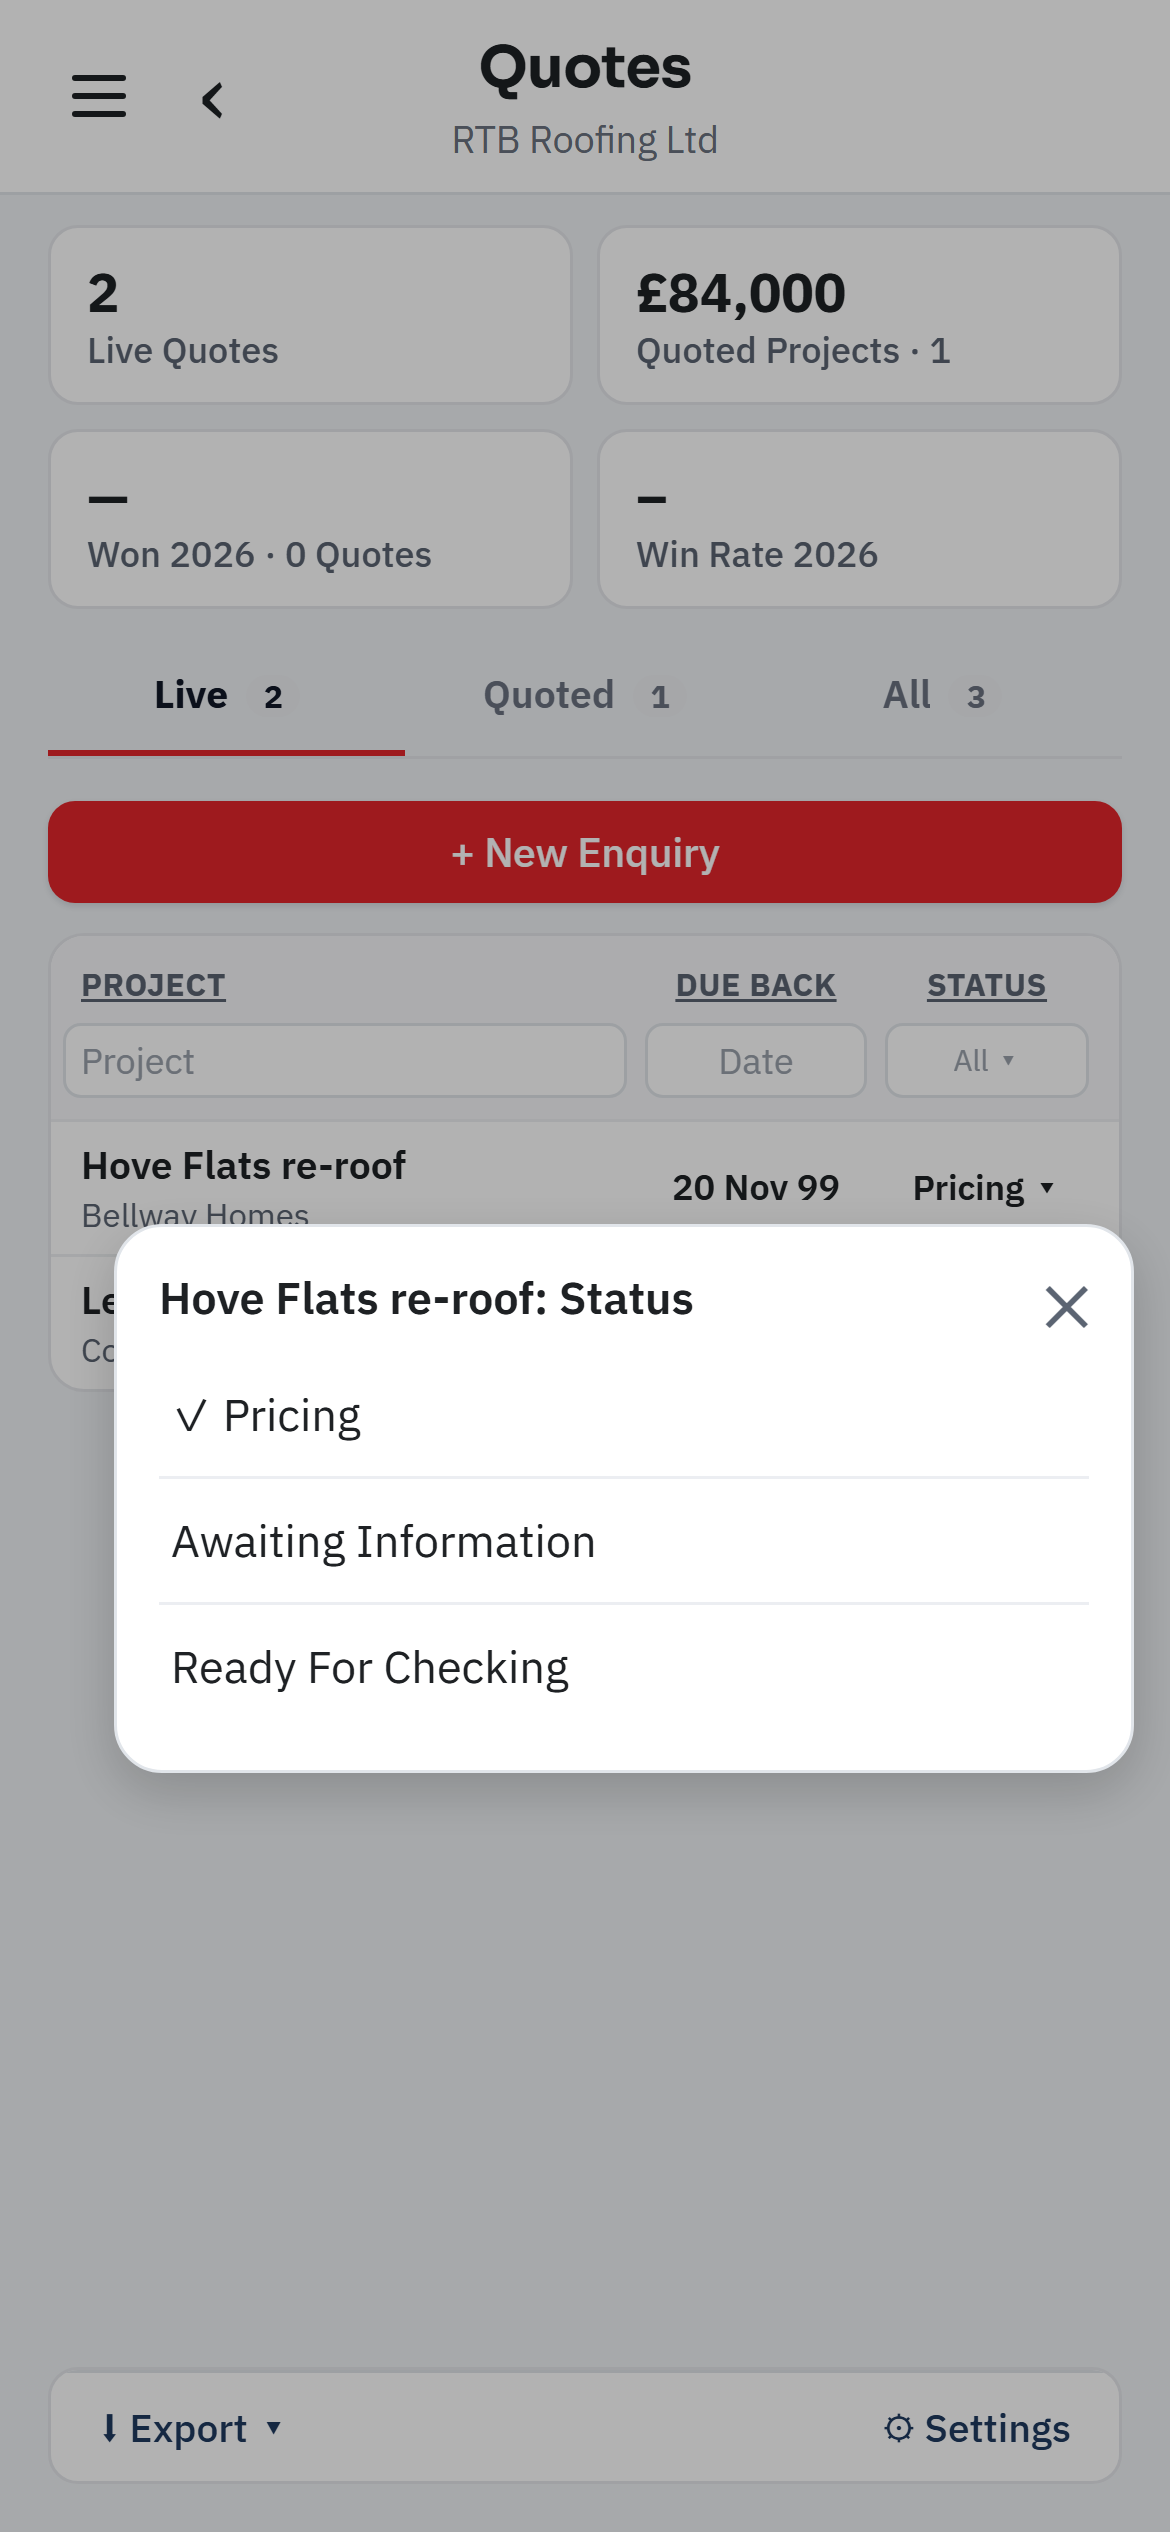 Quotes
RTB Roofing Ltd
2
Live Quotes
£84,000
Quoted Projects · 1
—
Won 2026 · 0 Quotes
–
Win Rate 2026
Live 2
Quoted 1
All 3
+ New Enquiry
PROJECT DUE BACK STATUS
Project Date All ▾
Hove Flats re-roof
20 Nov 99 Pricing ▾
Bellway Homes
Hove Flats re-roof: Status
✓ Pricing
Awaiting Information
Ready For Checking
Export ▾
Settings